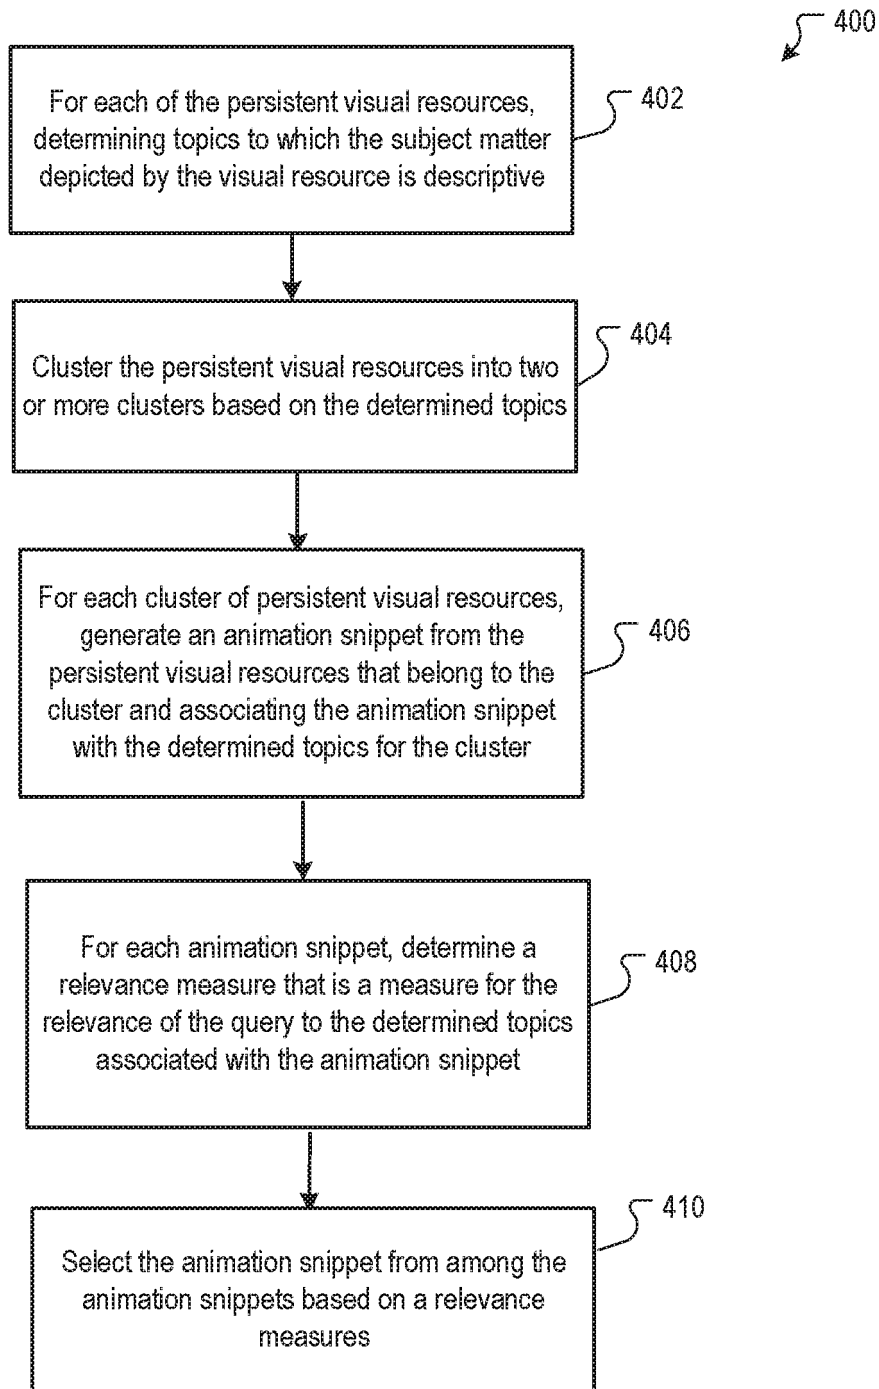 400
For each of the persistent visual resources,
determining topics to which the subject matter
depicted by the visual resource is descriptive
402
Cluster the persistent visual resources into two
or more clusters based on the determined topics
404
For each cluster of persistent visual resources,
generate an animation snippet from the
persistent visual resources that belong to the
cluster and associating the animation snippet
with the determined topics for the cluster
406
For each animation snippet, determine a
relevance measure that is a measure for the
relevance of the query to the determined topics
associated with the animation snippet
408
Select the animation snippet from among the
animation snippets based on a relevance
measures
410